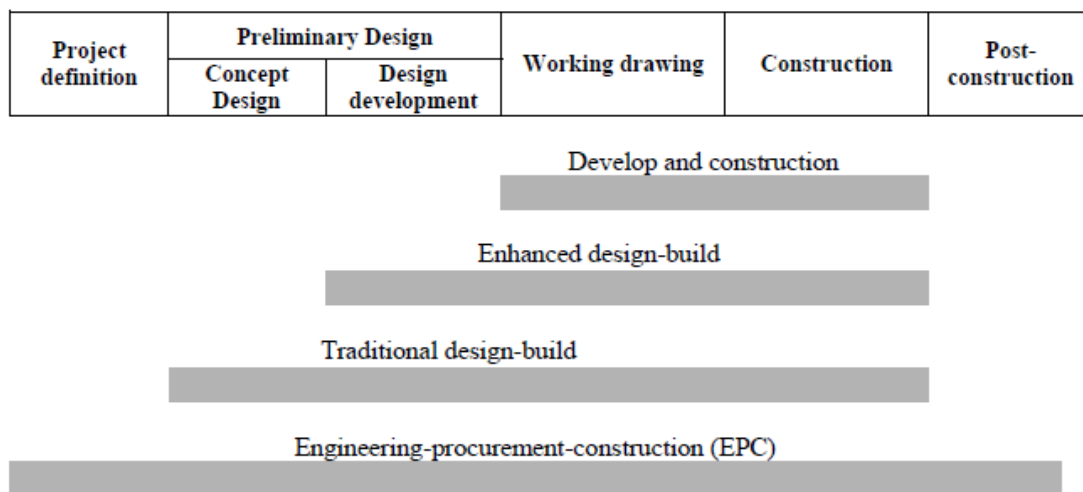 Project
definition
Preliminary Design
Concept
Design
Design
development
Working drawing
Construction
Post-
construction
Develop and construction
Enhanced design-build
Traditional design-build
Engineering-procurement-construction (EPC)